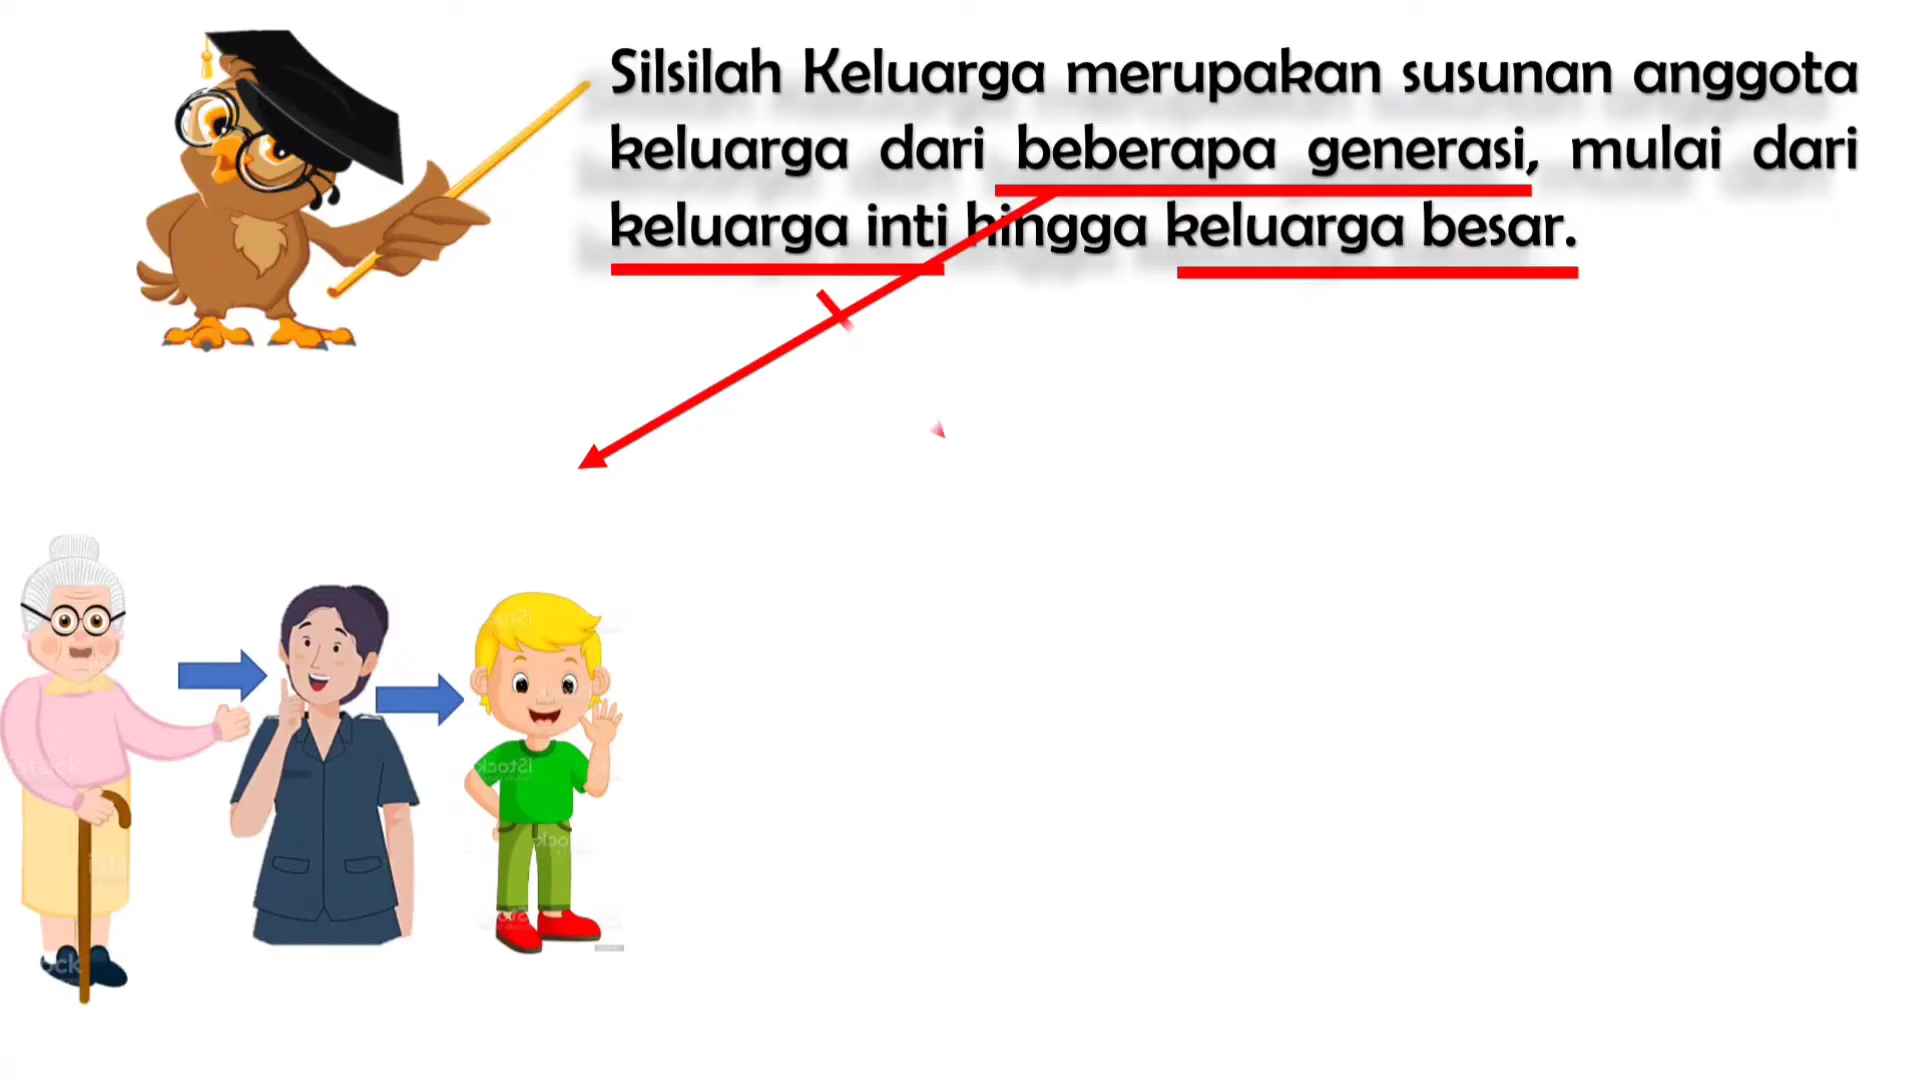 Silsilah Keluarga merupakan susunan anggota
keluarga dari beberapa generasi, mulai dari
keluarga inti hingga keluarga besar.